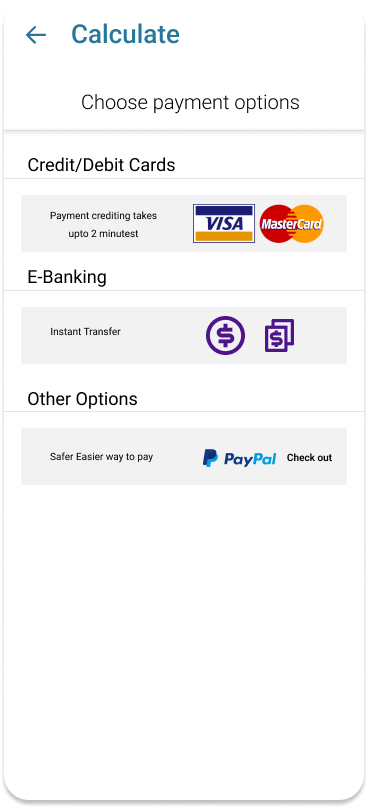 Calculate
Choose payment options
Credit/Debit Cards
Payment crediting takes
upto 2 minutest
VISA
MasterCard
E-Banking
Instant Transfer
Other Options
Safer Easier way to pay
PayPal
Check out